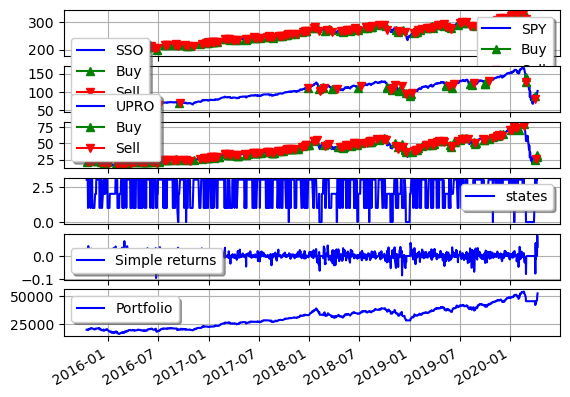 300
200
SPY
Buy
SSO
Buy
150
100
50
UPRO
Buy
Sell
75
50
25
2.5
0.0
states
0.0
−0.1
Simple returns
50000
25000
Portfolio
2016-01
2016-07
2017-01
2017-07
2018-01
2018-07
2019-01
2019-07
2020-01